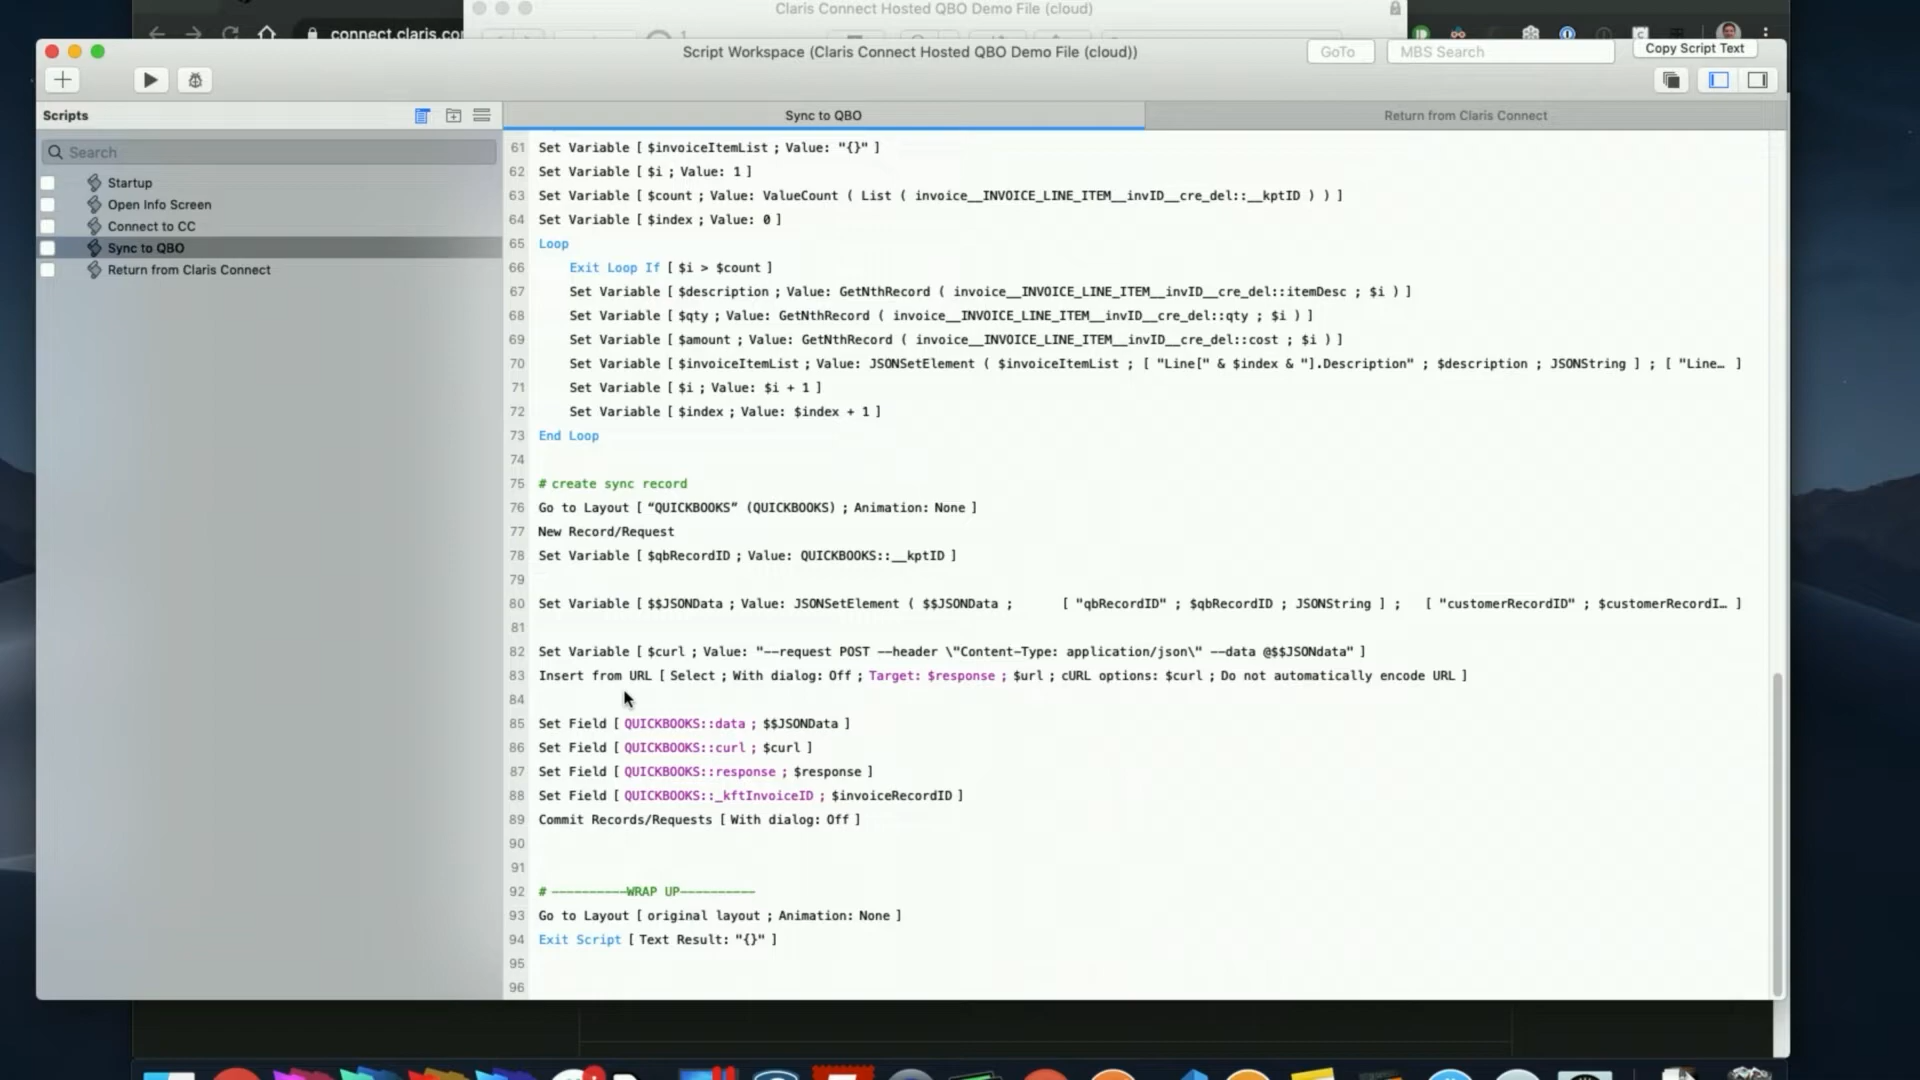 Claris Connect Hosted QBO Demo File (cloud)
connect.claris.co
Script Workspace (Claris Connect Hosted QBO Demo File (cloud))
GoTo
MBS Search
Copy Script Text
Scripts
Sync to QBO
Return from Claris Connect
Search
Startup
Open Info Screen
Connect to CC
Sync to QBO
Return from Claris Connect
61 Set Variable [ $invoiceItemList ; Value: "{}" ]
62 Set Variable [ $i ; Value: 1 ]
63 Set Variable [ $count ; Value: ValueCount ( List ( invoice__INVOICE_LINE_ITEM__invID__cre_del::__kptID ) ) ]
64 Set Variable [ $index ; Value: 0 ]
65 Loop
66 Exit Loop If [ $i > $count ]
67 Set Variable [ $description ; Value: GetNthRecord ( invoice__INVOICE_LINE_ITEM__invID__cre_del::itemDesc ; $i ) ]
68 Set Variable [ $qty ; Value: GetNthRecord ( invoice__INVOICE_LINE_ITEM__invID__cre_del::qty ; $i ) ]
69 Set Variable [ $amount ; Value: GetNthRecord ( invoice__INVOICE_LINE_ITEM__invID__cre_del::cost ; $i ) ]
70 Set Variable [ $invoiceItemList ; Value: JSONSetElement ( $invoiceItemList ; [ "Line[" & $index & "].Description" ; $description ; JSONString ] ; [ "Line… ]
71 Set Variable [ $i ; Value: $i + 1 ]
72 Set Variable [ $index ; Value: $index + 1 ]
73 End Loop
74
75 # create sync record
76 Go to Layout [ “QUICKBOOKS” (QUICKBOOKS) ; Animation: None ]
77 New Record/Request
78 Set Variable [ $qbRecordID ; Value: QUICKBOOKS::__kptID ]
79
80 Set Variable [ $$JSONData ; Value: JSONSetElement ( $$JSONData ; [ "qbRecordID" ; $qbRecordID ; JSONString ] ; [ "customerRecordID" ; $customerRecordI… ]
81
82 Set Variable [ $curl ; Value: "--request POST --header \"Content-Type: application/json\" --data @$$JSONdata" ]
83 Insert from URL [ Select ; With dialog: Off ; Target: $response ; $url ; cURL options: $curl ; Do not automatically encode URL ]
84
85 Set Field [ QUICKBOOKS::data ; $$JSONData ]
86 Set Field [ QUICKBOOKS::curl ; $curl ]
87 Set Field [ QUICKBOOKS::response ; $response ]
88 Set Field [ QUICKBOOKS::_kftInvoiceID ; $invoiceRecordID ]
89 Commit Records/Requests [ With dialog: Off ]
90
91
92 # ----------WRAP UP----------
93 Go to Layout [ original layout ; Animation: None ]
94 Exit Script [ Text Result: "{}" ]
95
96